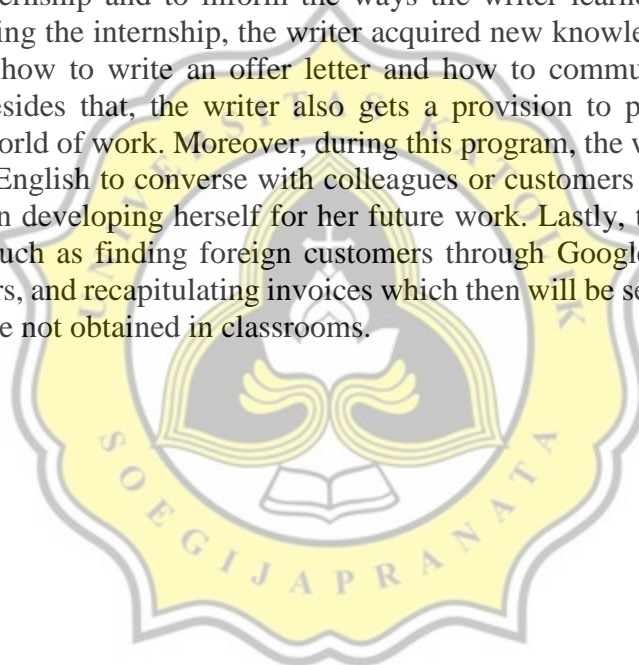 ernship and to inform the ways the writer learne
ing the internship, the writer acquired new knowle
how to write an offer letter and how to commu
esides that, the writer also gets a provision to p
orld of work. Moreover, during this program, the w
English to converse with colleagues or customers
n developing herself for her future work. Lastly, t
uch as finding foreign customers through Google
rs, and recapitulating invoices which then will be se
e not obtained in classrooms.
UNIVERSITAS KATOLIK
SOEGIJAPRANATA